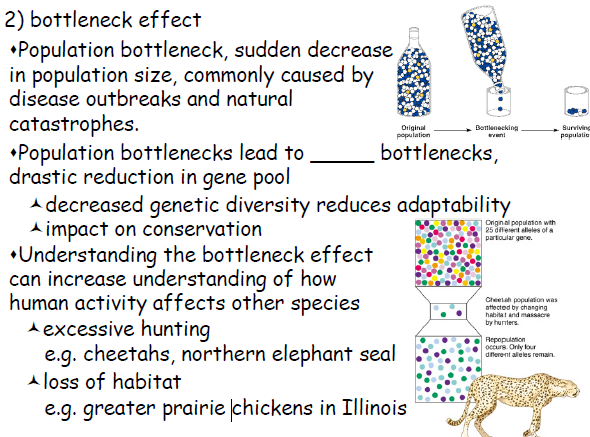 2) bottleneck effect
Population bottleneck, sudden decrease
in population size, commonly caused by
disease outbreaks and natural
catastrophes.
Original
population
Bottlenecking
event
Surviving
populatio
Population bottlenecks lead to _____ bottlenecks,
drastic reduction in gene pool
decreased genetic diversity reduces adaptability
impact on conservation
Understanding the bottleneck effect
can increase understanding of how
human activity affects other species
excessive hunting
e.g. cheetahs, northern elephant seal
loss of habitat
e.g. greater prairie chickens in Illinois
Original population with
25 different alleles of a
particular gene.
Cheetah population was
affected by changing
habitat and massacre
by hunters.
Repopulation
occurs. Only four
different alleles remain.